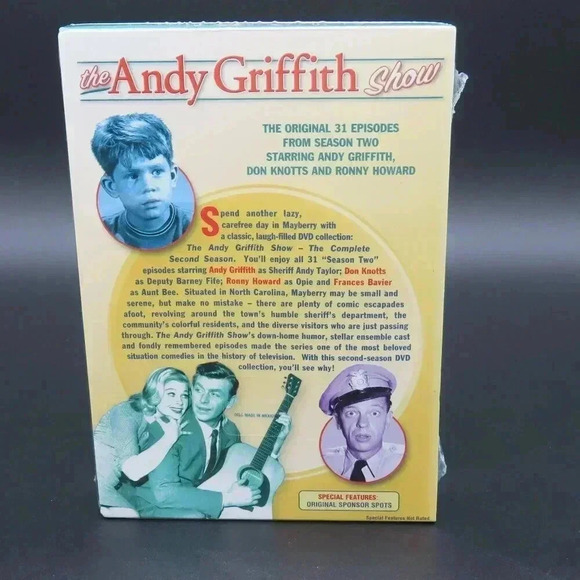 the Andy Griffith Show
THE ORIGINAL 31 EPISODES
FROM SEASON TWO
STARRING ANDY GRIFFITH,
DON KNOTTS AND RONNY HOWARD
Spend another lazy,
carefree day in Mayberry with
a classic, laugh-filled DVD collection:
The Andy Griffith Show – The Complete
Second Season. You'll enjoy all 31 "Season Two"
episodes starring Andy Griffith as Sheriff Andy Taylor; Don Knotts
as Deputy Barney Fife; Ronny Howard as Opie and Frances Bavier
as Aunt Bee. Situated in North Carolina, Mayberry may be small and
serene, but make no mistake – there are plenty of comic escapades
afoot, revolving around the town's humble sheriff's department, the
community's colorful residents, and the diverse visitors who are just passing
through. The Andy Griffith Show's down-home humor, stellar ensemble cast
and fondly remembered episodes made the series one of the most beloved
situation comedies in the history of television. With this second-season DVD
collection, you'll see why!
MADE IN MEXICO
SPECIAL FEATURES:
ORIGINAL SPONSOR SPOTS
Special Features Not Rated